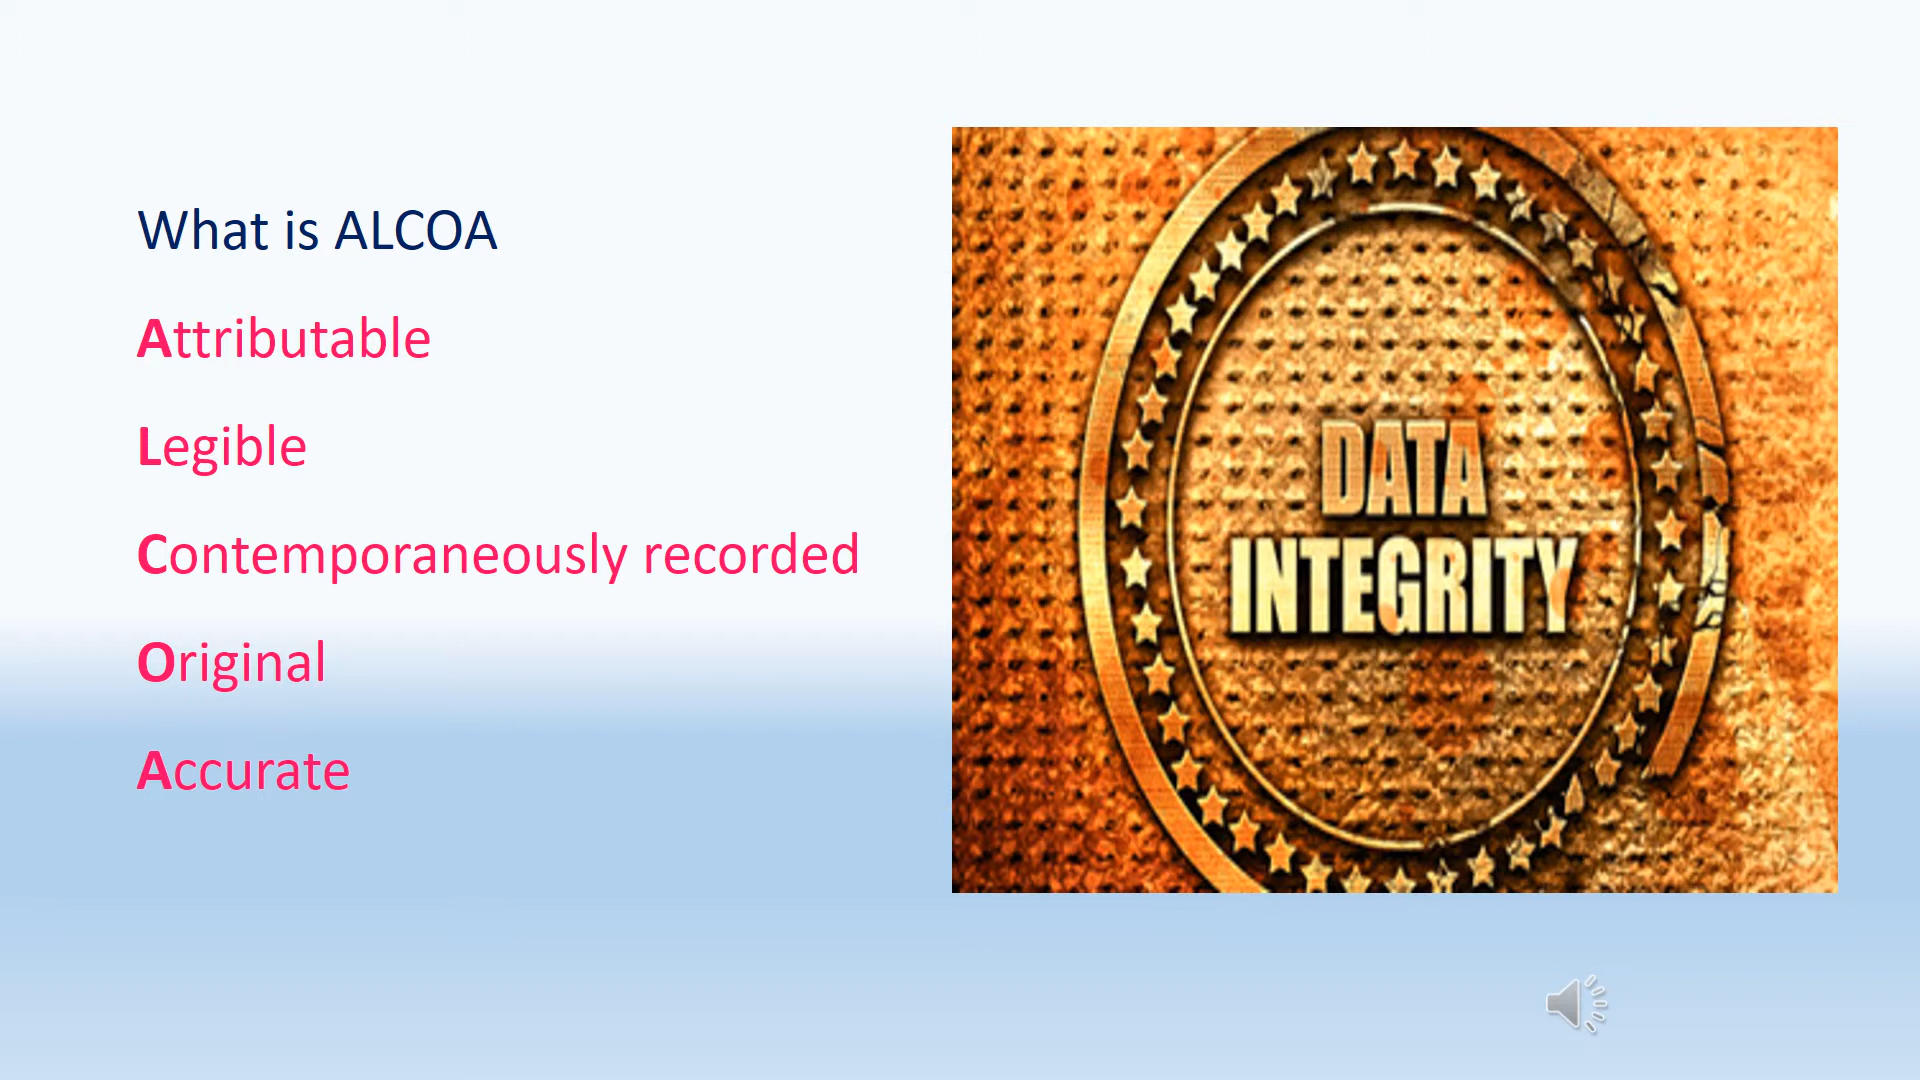 What is ALCOA
Attributable
Legible
Contemporaneously recorded
Original
Accurate
DATA
INTEGRITY